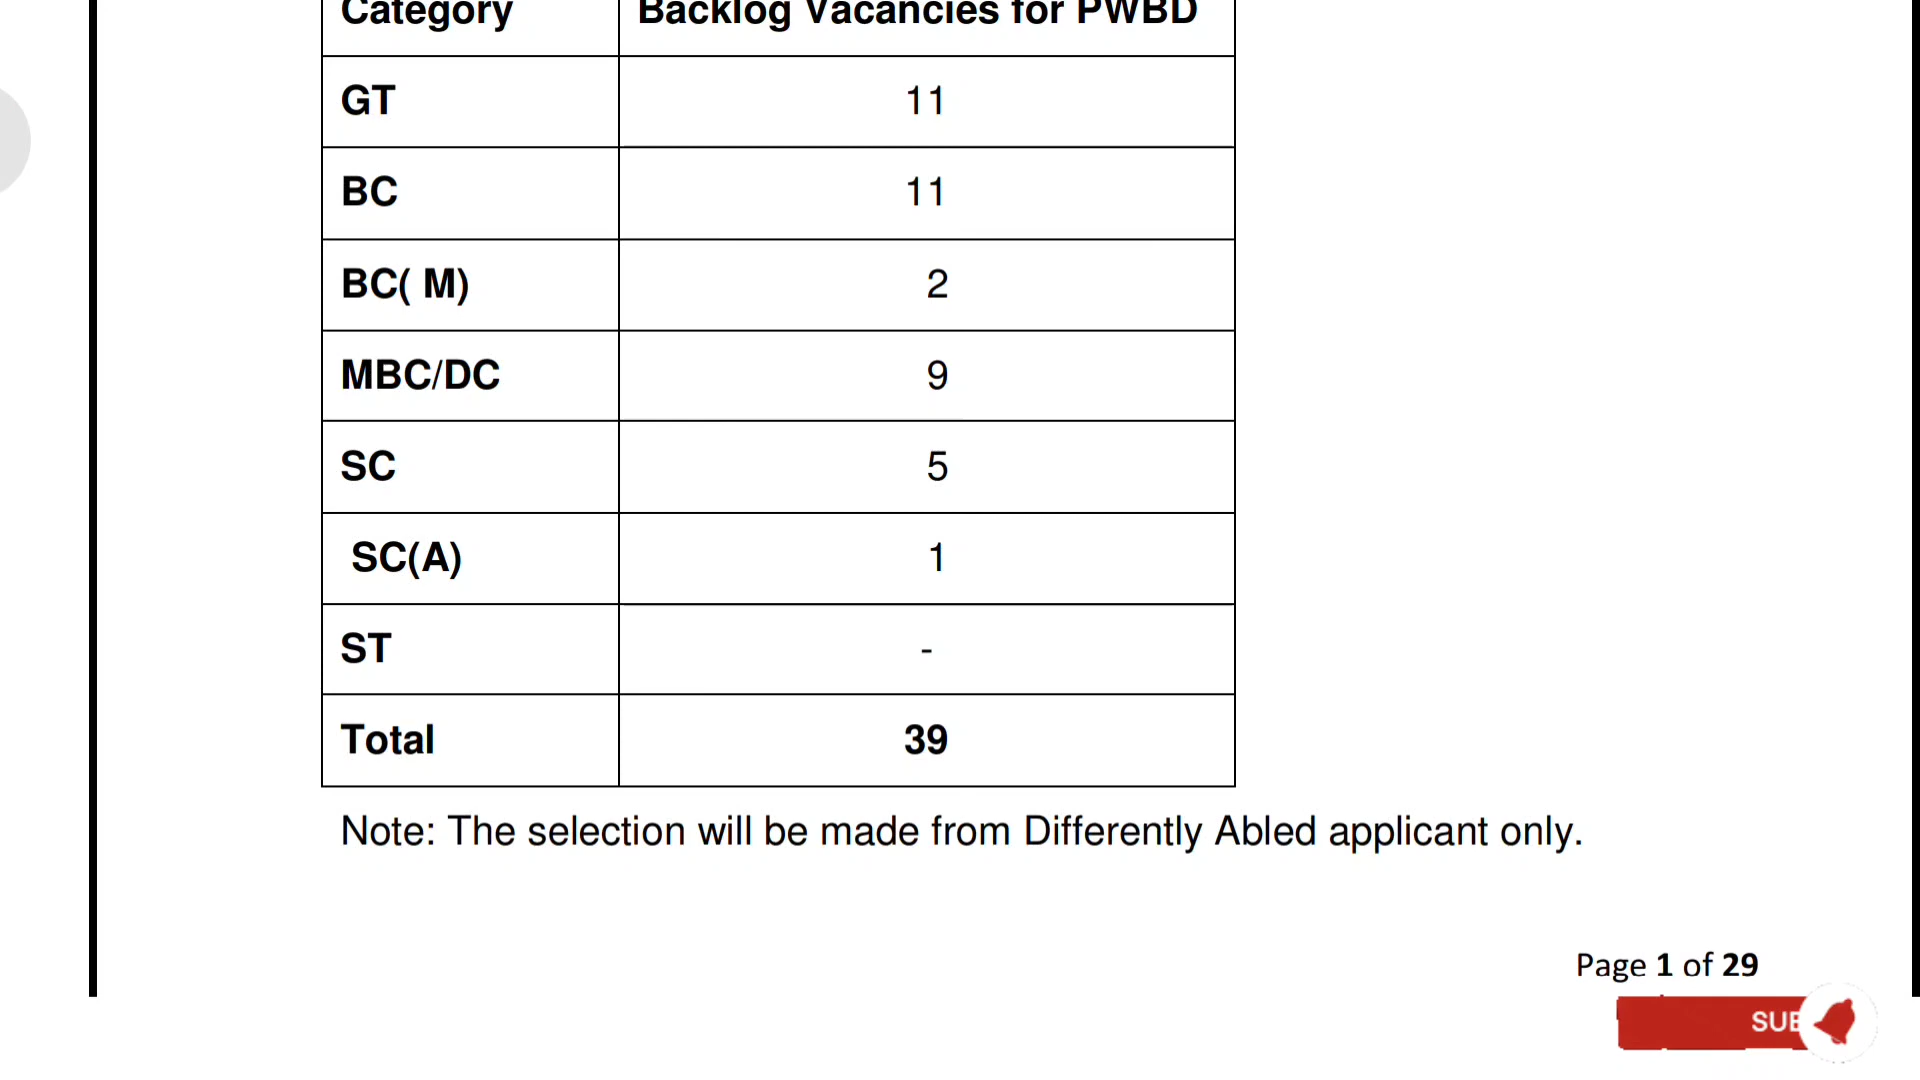 Category Backlog Vacancies for PWBD
GT 11
BC 11
BC( M) 2
MBC/DC 9
SC 5
SC(A) 1
ST -
Total 39
Note: The selection will be made from Differently Abled applicant only.
Page 1 of 29
SUB